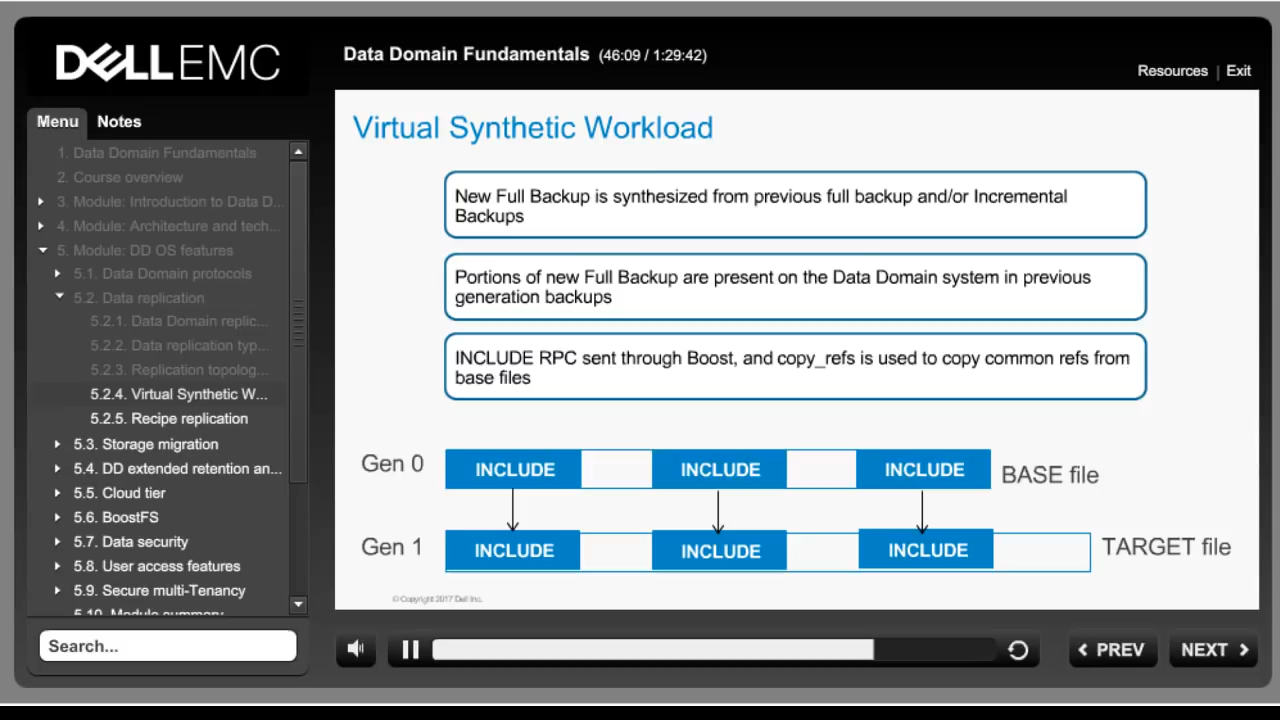 DELLEMC
Data Domain Fundamentals (46:09 / 1:29:42)
Resources | Exit
Menu Notes
1. Data Domain Fundamentals
2. Course overview
3. Module: Introduction to Data D...
4. Module: Architecture and tech...
5. Module: DD OS features
5.1. Data Domain protocols
5.2. Data replication
5.2.1. Data Domain replic...
5.2.2. Data replication typ...
5.2.3. Replication topolog...
5.2.4. Virtual Synthetic W...
5.2.5. Recipe replication
5.3. Storage migration
5.4. DD extended retention an...
5.5. Cloud tier
5.6. BoostFS
5.7. Data security
5.8. User access features
5.9. Secure multi-Tenancy
5.10. Module summary
Search...
Virtual Synthetic Workload
New Full Backup is synthesized from previous full backup and/or Incremental
Backups
Portions of new Full Backup are present on the Data Domain system in previous
generation backups
INCLUDE RPC sent through Boost, and copy_refs is used to copy common refs from
base files
Gen 0 INCLUDE INCLUDE INCLUDE BASE file
Gen 1 INCLUDE INCLUDE INCLUDE TARGET file
© Copyright 2017 Dell Inc.
PREV NEXT